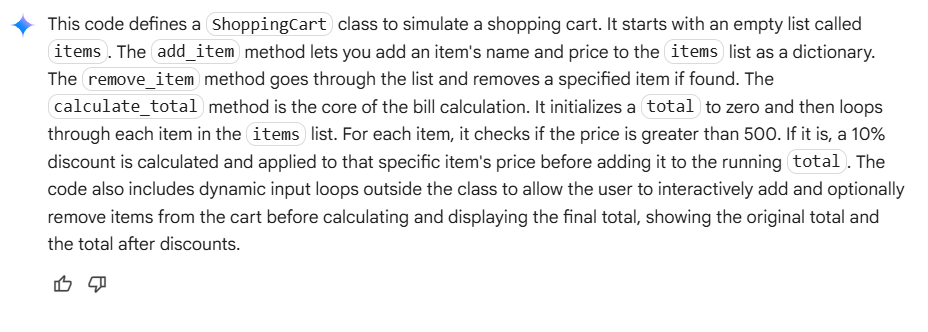 This code defines a ShoppingCart class to simulate a shopping cart. It starts with an empty list called
items. The add_item method lets you add an item's name and price to the items list as a dictionary.
The remove_item method goes through the list and removes a specified item if found. The
calculate_total method is the core of the bill calculation. It initializes a total to zero and then loops
through each item in the items list. For each item, it checks if the price is greater than 500. If it is, a 10%
discount is calculated and applied to that specific item's price before adding it to the running total. The
code also includes dynamic input loops outside the class to allow the user to interactively add and optionally
remove items from the cart before calculating and displaying the final total, showing the original total and
the total after discounts.